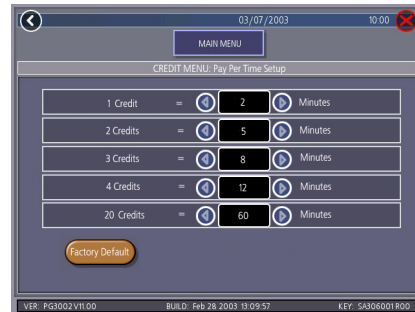 03/07/2003 10:00
MAIN MENU
CREDIT MENU: Pay Per Time Setup
1 Credit = 2 Minutes
2 Credits = 5 Minutes
3 Credits = 8 Minutes
4 Credits = 12 Minutes
20 Credits = 60 Minutes
Factory Default
VER: PG3002 V11.00 BUILD: Feb 28 2003 13:09:57 KEY: SA306001 R00